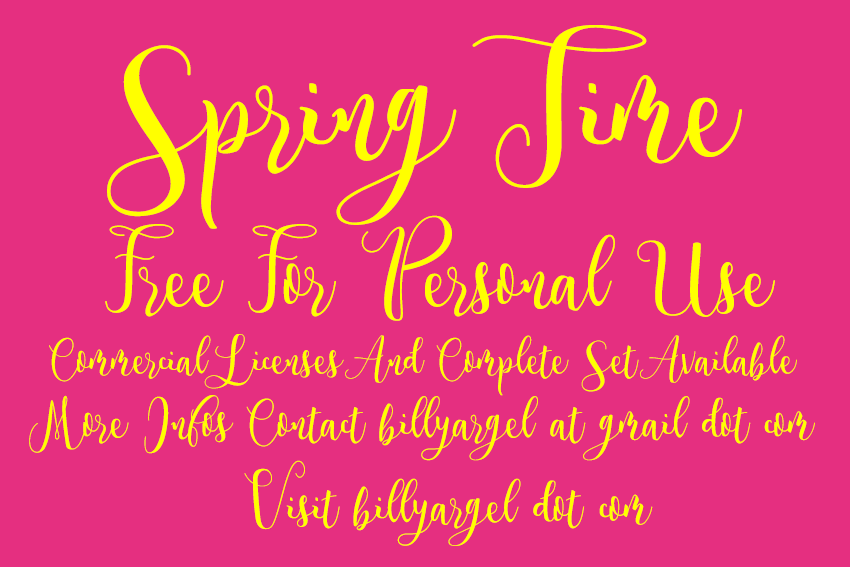 Spring Time
Free For Personal Use
Commercial Licenses And Complete Set Available
More Infos Contact billyargel at gmail dot com
Visit billyargel dot com